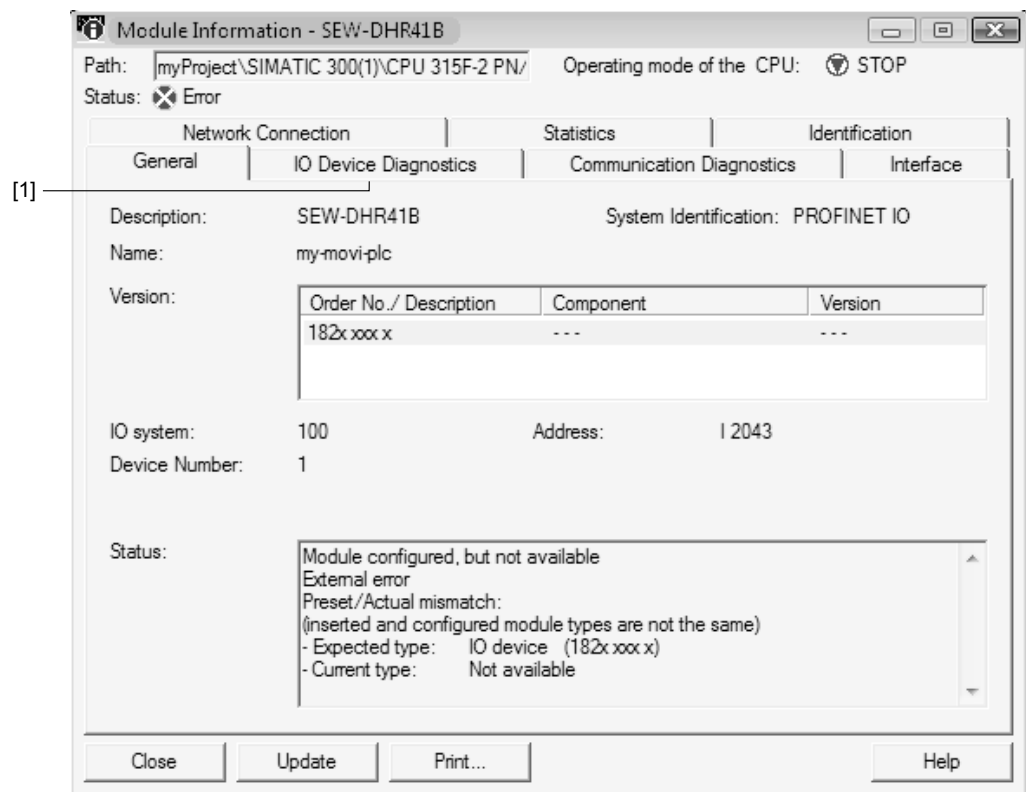 Module Information - SEW-DHR41B
Path: myProject\SIMATIC 300(1)\CPU 315F-2 PN/ Operating mode of the CPU: STOP
Status: Error
Network Connection Statistics Identification
General IO Device Diagnostics Communication Diagnostics Interface
[1]
Description: SEW-DHR41B System Identification: PROFINET IO
Name: my-movi-plc
Version: Order No./ Description Component Version
182x xxx x - - - - - -
IO system: 100 Address: I 2043
Device Number: 1
Status: Module configured, but not available
External error
Preset/Actual mismatch:
(inserted and configured module types are not the same)
- Expected type: IO device (182x xxx x)
- Current type: Not available
Close Update Print... Help